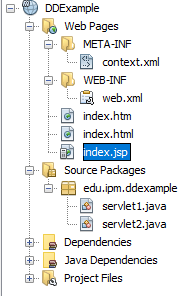 DDExample
Web Pages
META-INF
context.xml
WEB-INF
web.xml
index.htm
index.html
index.jsp
Source Packages
edu.ipm.ddexample
servlet1.java
servlet2.java
Dependencies
Java Dependencies
Project Files